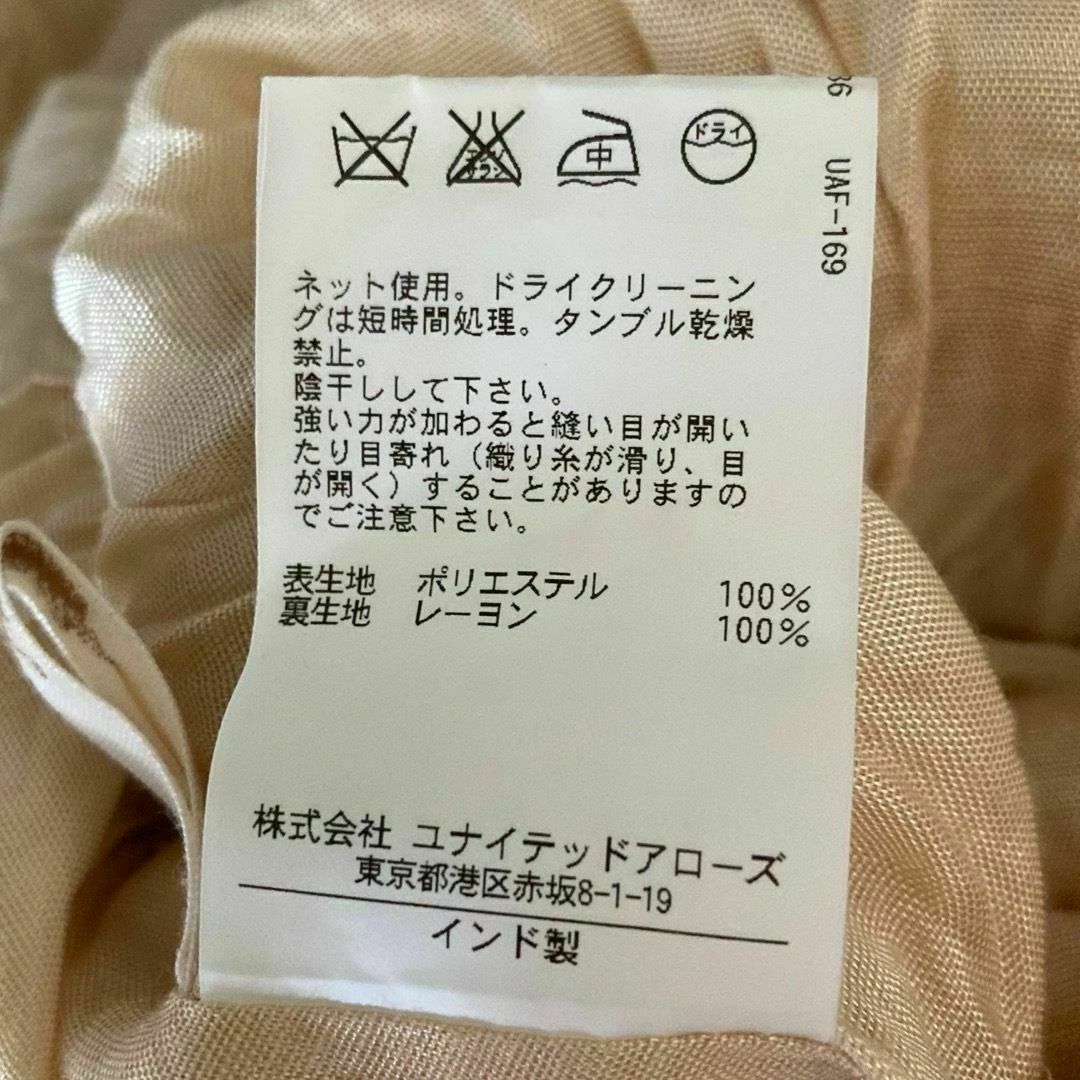 中 ドライ
UAF-169
ネット使用。ドライクリーニン
グは短時間処理。タンブル乾燥
禁止。
陰干しして下さい。
強い力が加わると縫い目が開い
たり目寄れ（織り糸が滑り、目
が開く）することがありますの
でご注意下さい。
表生地 ポリエステル 100%
裏生地 レーヨン 100%
株式会社 ユナイテッドアローズ
東京都港区赤坂8-1-19
インド製